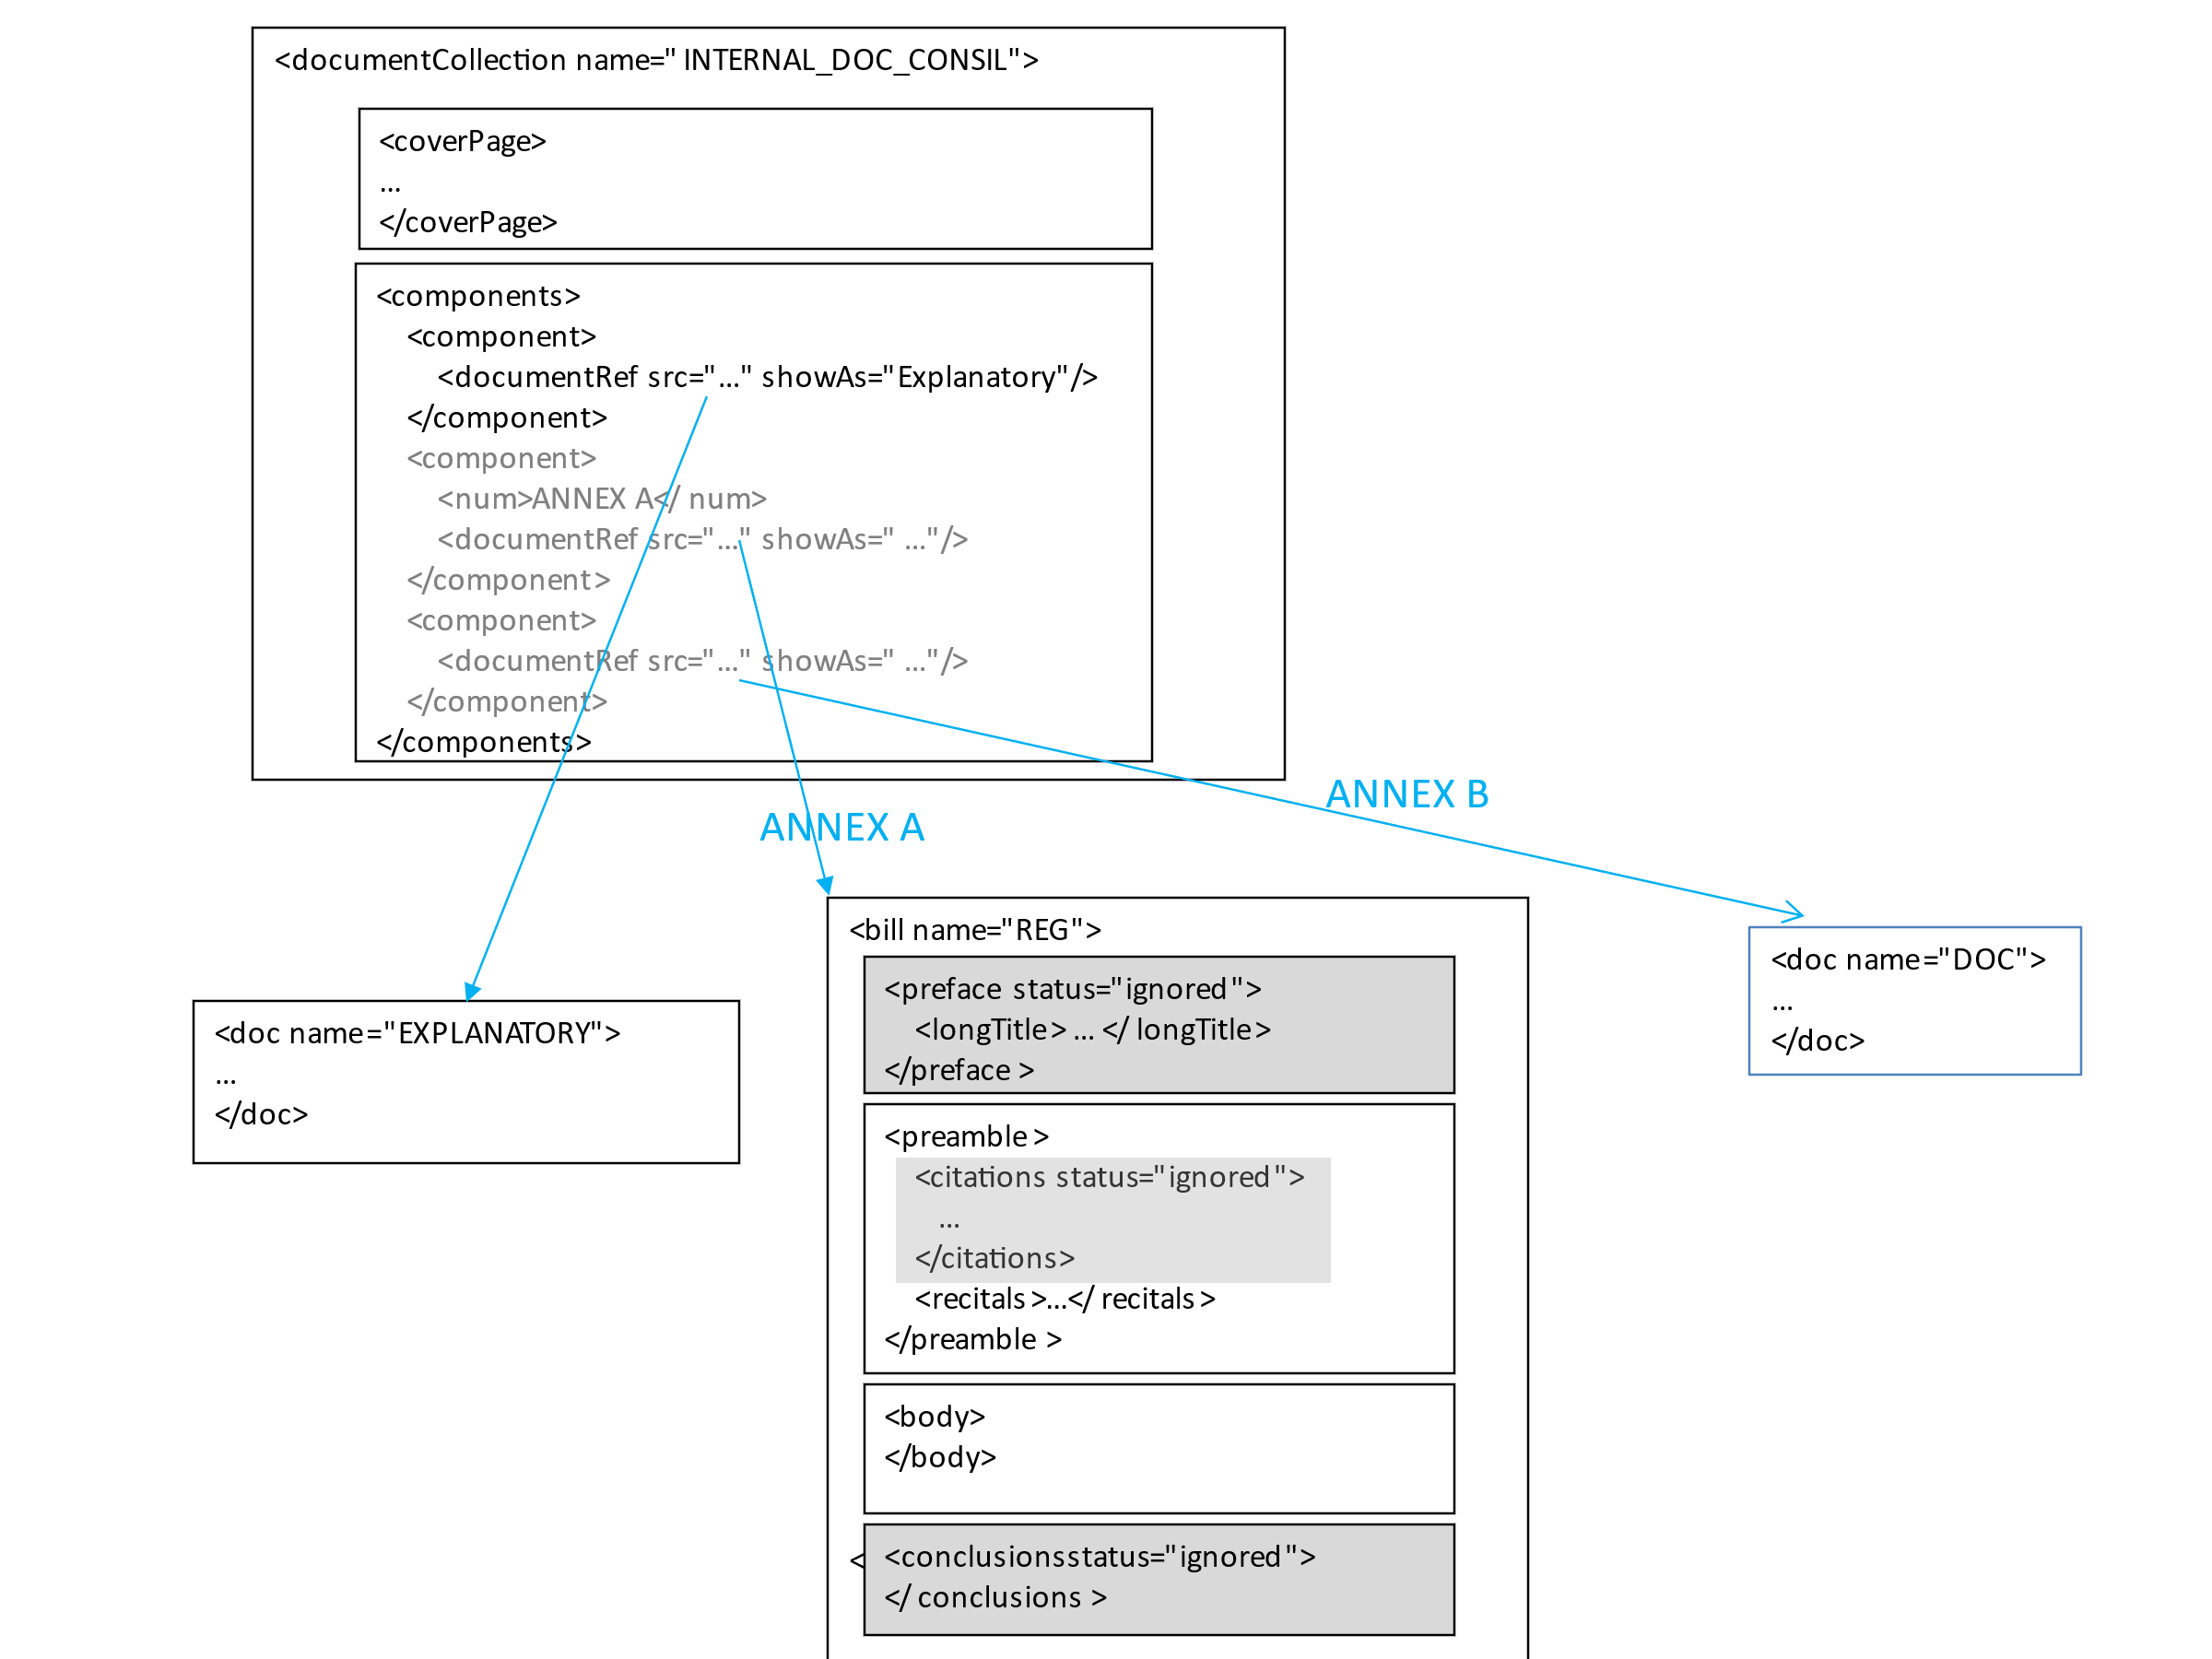 <documentCollection name=" INTERNAL_DOC_CONSIL">
<coverPage>
...
</coverPage>
<components>
<component>
<documentRef src="..." showAs="Explanatory"/>
</component>
<component>
<num>ANNEX A</ num>
<documentRef src="..." showAs=" ..."/>
</component>
<component>
<documentRef src="..." showAs=" ..."/>
</component>
</components>
ANNEX A
ANNEX B
<doc name="EXPLANATORY">
...
</doc>
<bill name="REG">
<preface status="ignored">
<longTitle> ... </ longTitle>
</preface >
<preamble >
<citations status="ignored">
...
</citations>
<recitals >...</ recitals >
</preamble >
<body>
</body>
<
<conclusionsstatus="ignored">
</ conclusions >
<doc name="DOC">
...
</doc>